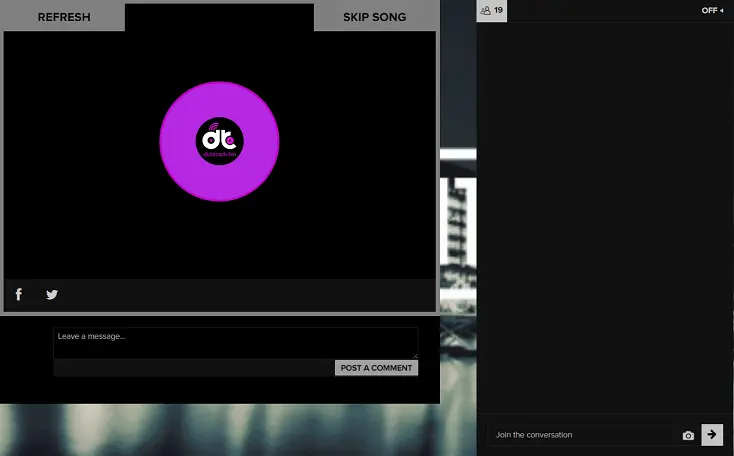 REFRESH
SKIP SONG
19
OFF
dt
dubtrack.fm
Leave a message...
POST A COMMENT
Join the conversation